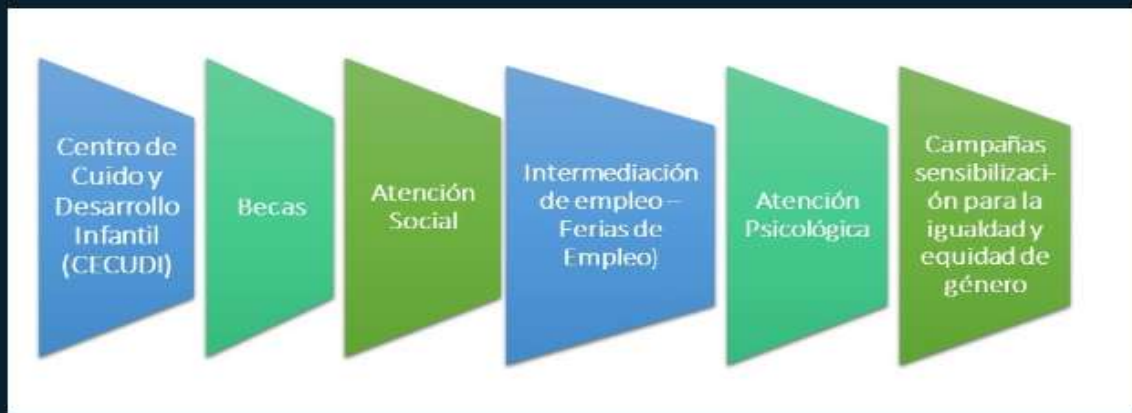 Centro de
Cuido y
Desarrollo
Infantil
(CECUDI)
Becas
Atención
Social
Intermediación
de empleo –
Ferias de
Empleo)
Atención
Psicológica
Campañas
sensibilizaci-
ón para la
igualdad y
equidad de
género